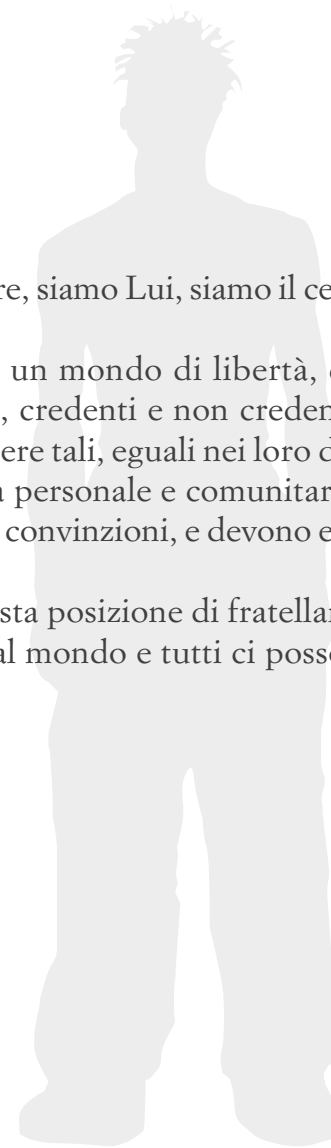 re, siamo Lui, siamo il ce
un mondo di libertà,
, credenti e non creden
ere tali, eguali nei loro d
personale e comunitar
convinzioni, e devono e
sta posizione di fratellar
al mondo e tutti ci posso